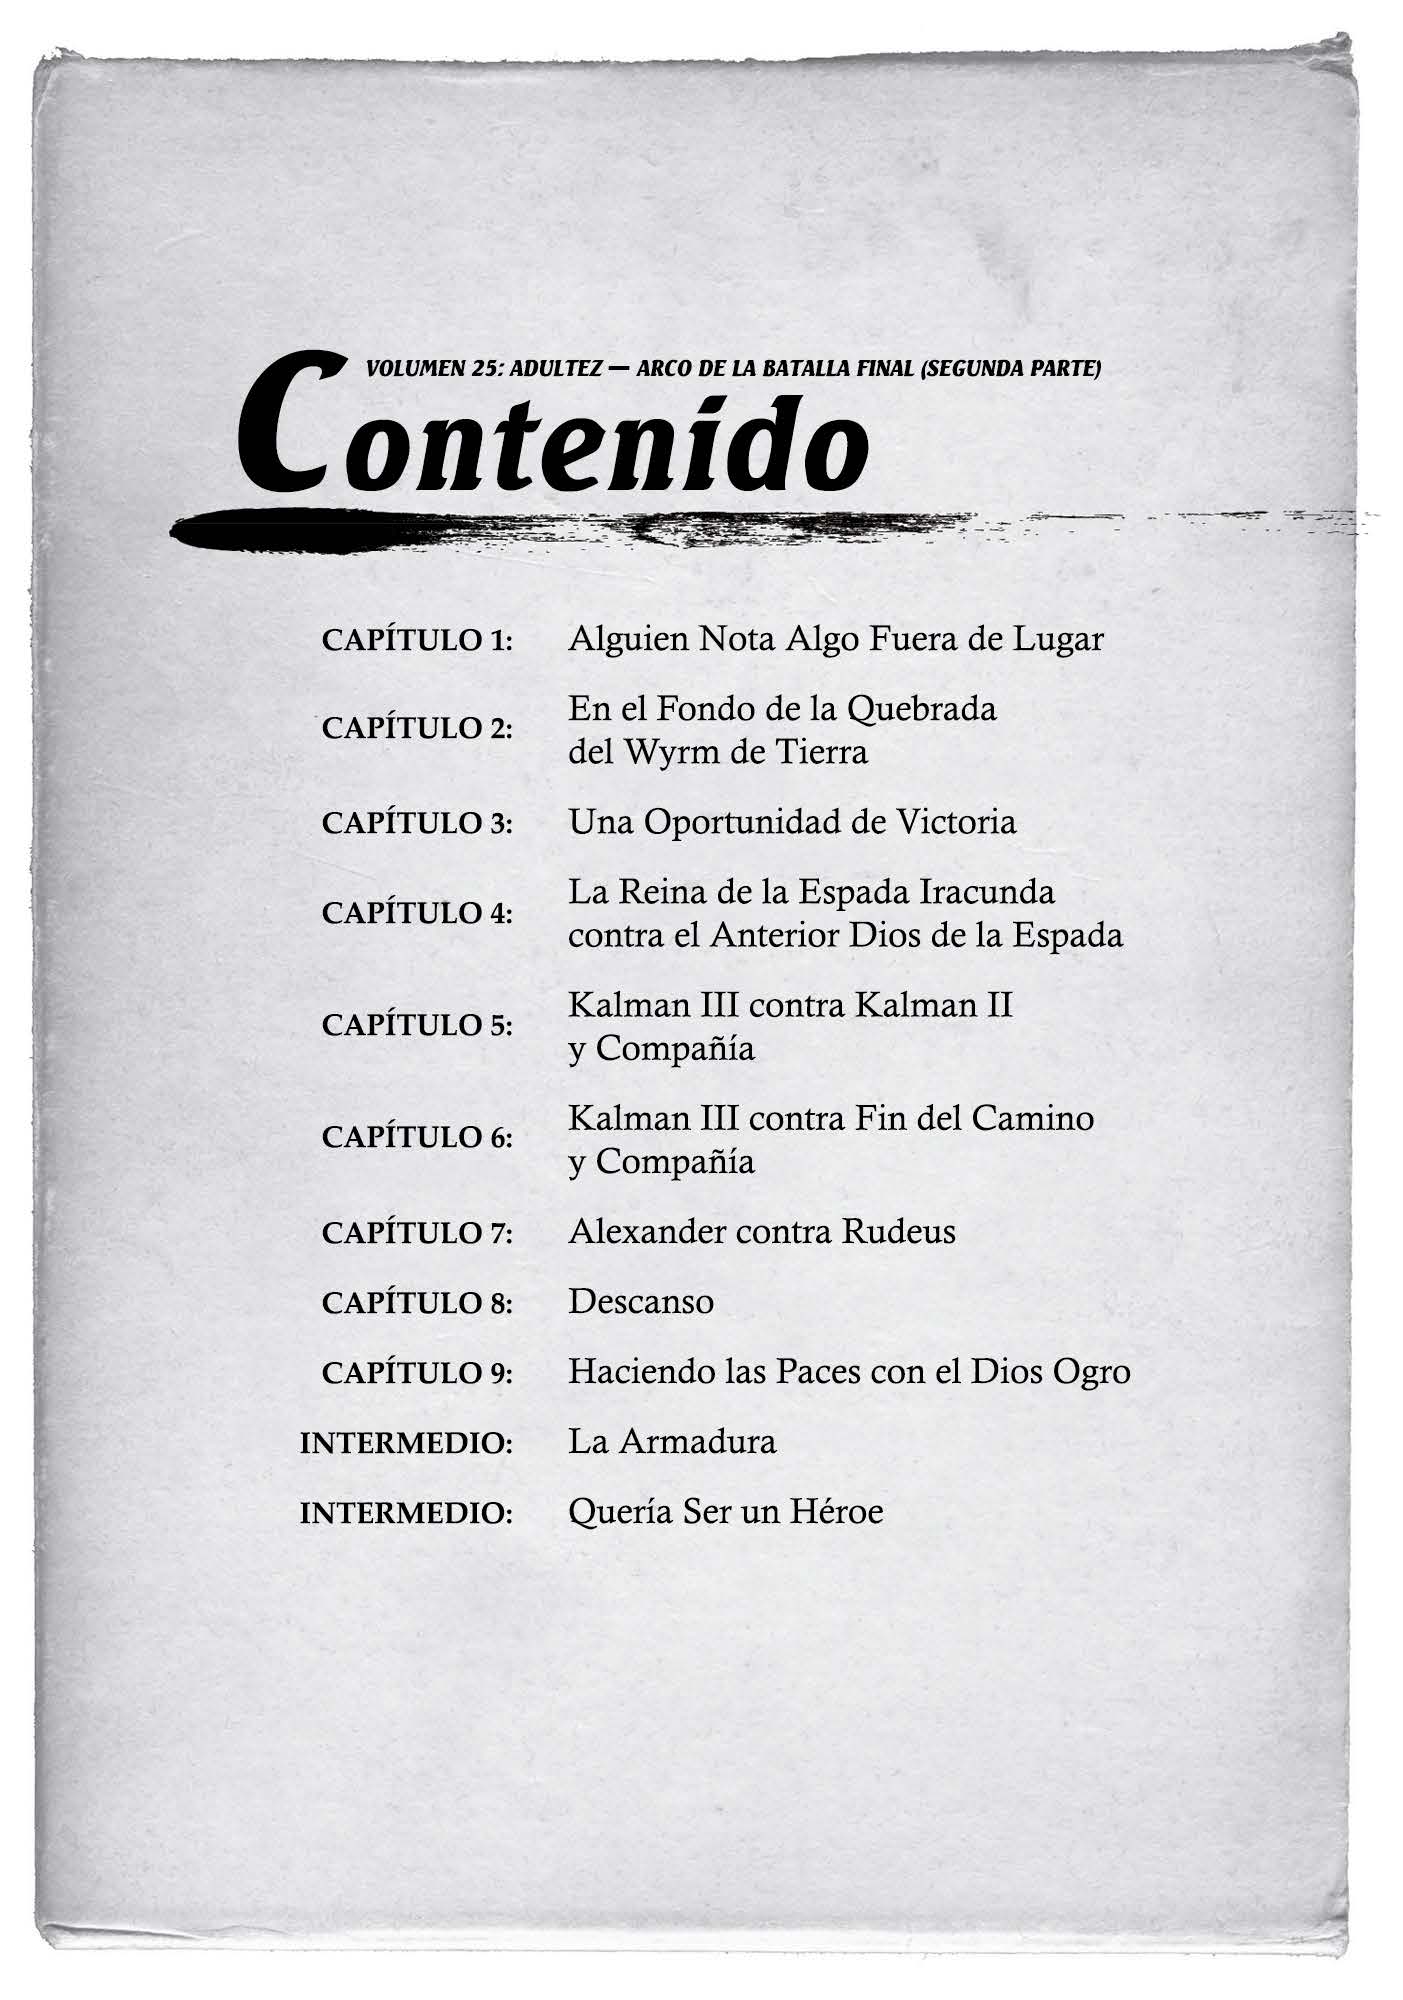 VOLUMEN 25: ADULTEZ — ARCO DE LA BATALLA FINAL (SEGUNDA PARTE)
Contenido
CAPÍTULO 1: Alguien Nota Algo Fuera de Lugar
CAPÍTULO 2: En el Fondo de la Quebrada
del Wyrm de Tierra
CAPÍTULO 3: Una Oportunidad de Victoria
CAPÍTULO 4: La Reina de la Espada Iracunda
contra el Anterior Dios de la Espada
CAPÍTULO 5: Kalman III contra Kalman II
y Compañía
CAPÍTULO 6: Kalman III contra Fin del Camino
y Compañía
CAPÍTULO 7: Alexander contra Rudeus
CAPÍTULO 8: Descanso
CAPÍTULO 9: Haciendo las Paces con el Dios Ogro
INTERMEDIO: La Armadura
INTERMEDIO: Quería Ser un Héroe